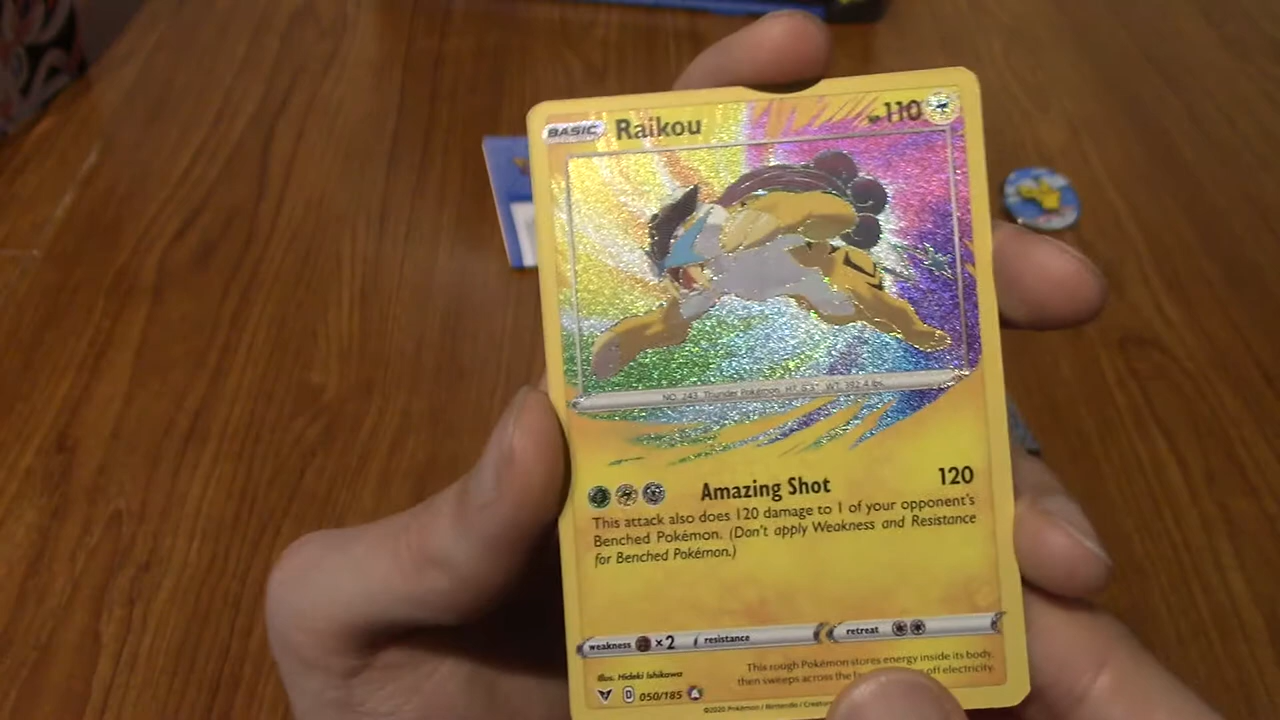 BASIC Raikou HP 110
NO. 243 Thunder Pokémon HT: 6'3" WT: 392.4 lbs.
Amazing Shot 120
This attack also does 120 damage to 1 of your opponent's
Benched Pokémon. (Don't apply Weakness and Resistance
for Benched Pokémon.)
weakness ×2 resistance retreat
Illus. Hideki Ishikawa
This rough Pokémon stores energy inside its body,
then sweeps across the off electricity.
D 050/185
©2020 Pokémon / Nintendo /